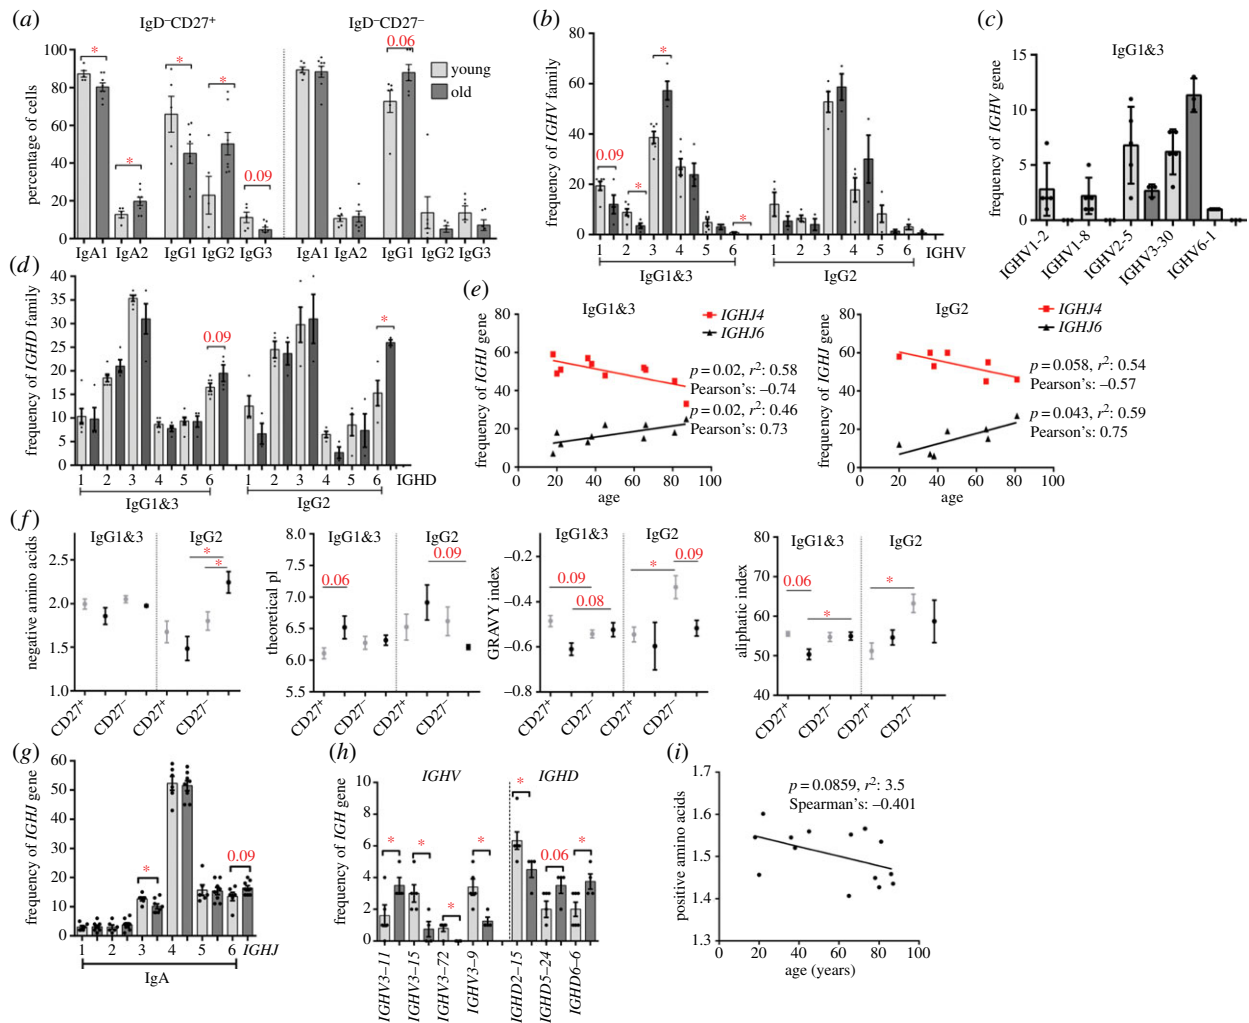 (a)
IgD⁻CD27⁺
IgD⁻CD27⁻
percentage of cells
100
80
60
40
20
0
*
*
*
*
0.09
0.06
young
old
IgA1
IgA2
IgG1
IgG2
IgG3
IgA1
IgA2
IgG1
IgG2
IgG3
(b)
frequency of IGHV family
80
60
40
20
0
0.09
*
*
*
1 2 3 4 5 6 1 2 3 4 5 6 IGHV
IgG1&3
IgG2
(c)
IgG1&3
frequency of IGHV gene
15
10
5
0
IGHV1-2
IGHV1-8
IGHV2-5
IGHV3-30
IGHV6-1
(d)
frequency of IGHD family
40
35
30
25
20
15
10
5
0
0.09
*
1 2 3 4 5 6 1 2 3 4 5 6 IGHD
IgG1&3
IgG2
(e)
IgG1&3
IGHJ4
IGHJ6
frequency of IGHJ gene
80
60
40
20
0
p = 0.02, r²: 0.58
Pearson's: –0.74
p = 0.02, r²: 0.46
Pearson's: 0.73
0 20 40 60 80 100
age
IgG2
IGHJ4
IGHJ6
frequency of IGHJ gene
80
60
40
20
0
p = 0.058, r²: 0.54
Pearson's: –0.57
p = 0.043, r²: 0.59
Pearson's: 0.75
0 20 40 60 80 100
age
(f)
negative amino acids
2.5
2.0
1.5
1.0
IgG1&3
IgG2
*
*
CD27⁺
CD27⁻
CD27⁺
CD27⁻
theoretical pI
8.0
7.5
7.0
6.5
6.0
5.5
IgG1&3
IgG2
0.06
0.09
CD27⁺
CD27⁻
CD27⁺
CD27⁻
GRAVY index
–0.2
–0.4
–0.6
–0.8
IgG1&3
IgG2
0.09
0.08
*
0.09
CD27⁺
CD27⁻
CD27⁺
CD27⁻
aliphatic index
80
70
60
50
40
IgG1&3
IgG2
0.06
*
*
CD27⁺
CD27⁻
CD27⁺
CD27⁻
(g)
frequency of IGHJ gene
60
50
40
30
20
10
0
*
0.09
1 2 3 4 5 6 IGHJ
IgA
(h)
IGHV
IGHD
frequency of IGH gene
10
8
6
4
2
0
*
*
*
*
*
0.06
*
IGHV3–11
IGHV3–15
IGHV3–72
IGHV3–9
IGHD2–15
IGHD5–24
IGHD6–6
(i)
positive amino acids
1.7
1.6
1.5
1.4
1.3
p = 0.0859, r²: 3.5
Spearman's: –0.401
0 20 40 60 80 100
age (years)